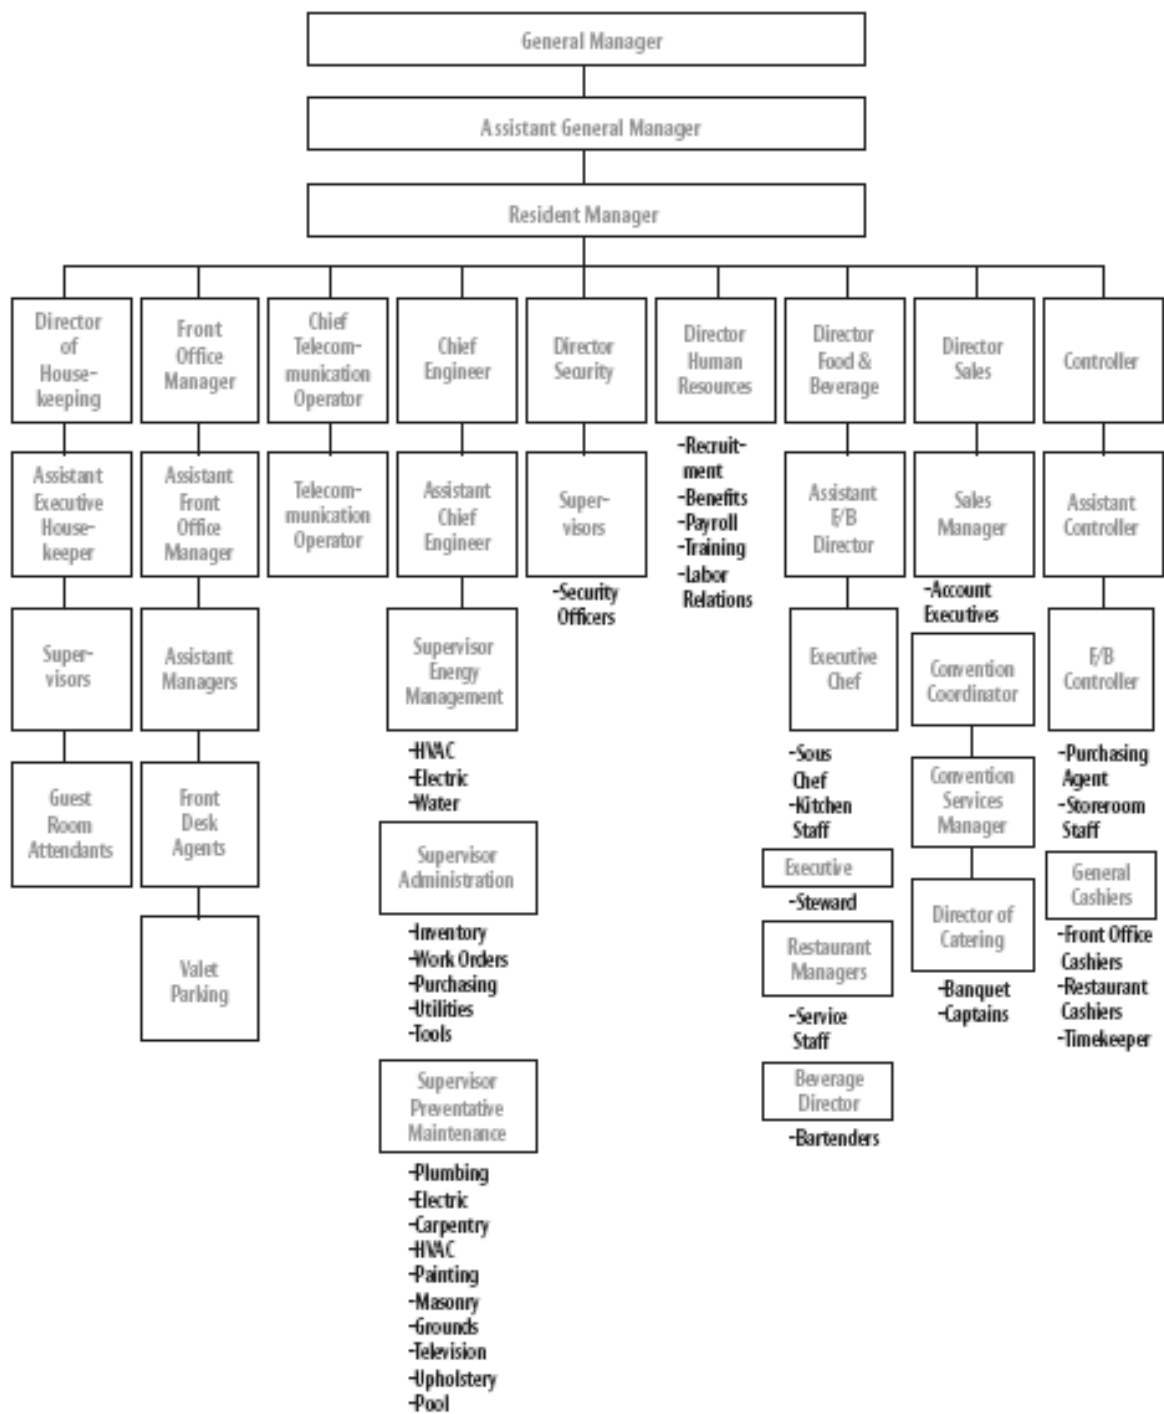 General Manager
Assistant General Manager
Resident Manager
Director
of
House-
keeping
Front
Office
Manager
Chief
Telecom-
munication
Operator
Chief
Engineer
Director
Security
Director
Human
Resources
Director
Food &
Beverage
Director
Sales
Controller
Assistant
Executive
House-
keeper
Assistant
Front
Office
Manager
Telecom-
munication
Operator
Assistant
Chief
Engineer
Super-
visors
-Security
Officers
-Recruit-
ment
-Benefits
-Payroll
-Training
-Labor
Relations
Assistant
F/B
Director
Sales
Manager
-Account
Executives
Assistant
Controller
Super-
visors
Assistant
Managers
Supervisor
Energy
Management
-HVAC
-Electric
-Water
Executive
Chef
-Sous
Chef
-Kitchen
Staff
Convention
Coordinator
F/B
Controller
-Purchasing
Agent
-Storeroom
Staff
Guest
Room
Attendants
Front
Desk
Agents
Supervisor
Administration
-Inventory
-Work Orders
-Purchasing
-Utilities
-Tools
Executive
-Steward
Convention
Services
Manager
General
Cashiers
-Front Office
Cashiers
-Restaurant
Cashiers
-Timekeeper
Valet
Parking
Restaurant
Managers
-Service
Staff
Director of
Catering
-Banquet
-Captains
Supervisor
Preventative
Maintenance
-Plumbing
-Electric
-Carpentry
-HVAC
-Painting
-Masonry
-Grounds
-Television
-Upholstery
-Pool
Beverage
Director
-Bartenders